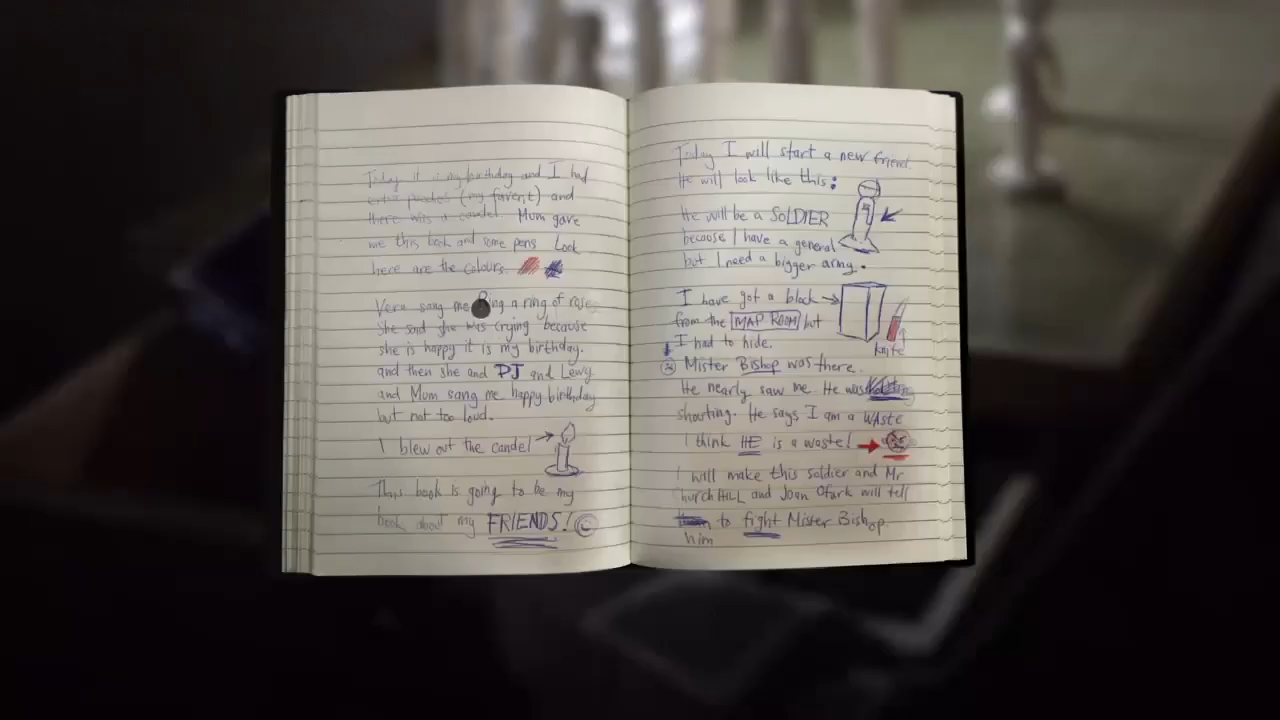 Today it is my birthday and I had
extra peaches (my favert) and
there was a candel. Mum gave
me this book and some pens Look
here are the colours.
Vera sang me Ring a ring of roses
She said she was crying because
she is happy it is my birthday.
and then she and DJ and Lewy
and Mum sang me happy birthday
but not too loud.
I blew out the candel
This book is going to be my
book about my FRIENDS!
Today I will start a new friend.
He will look like this:
He will be a SOLDIER
becaose I have a general
but I need a bigger army.
I have got a block
from the MAP ROOM but
I had to hide.
knife
Mister Bishop was there.
He nearly saw me. He was
shouting. He says I am a WAste
I think HE is a waste!
I will make this soldier and Mr
ChurchHILL and Joan Ofark will tell
to fight Mister Bishop.
him